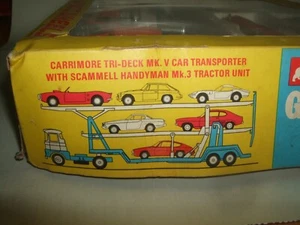 CARRIMORE TRI-DECK MK. V CAR TRANSPORTER
WITH SCAMMELL HANDYMAN Mk.3 TRACTOR UNIT